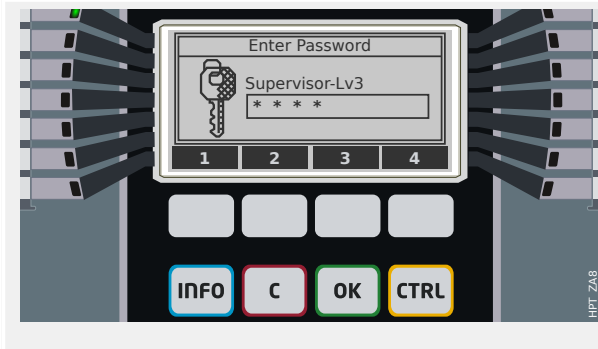 Enter Password
Supervisor-Lv3
* * * *
1 2 3 4
INFO C OK CTRL
HPT ZA8